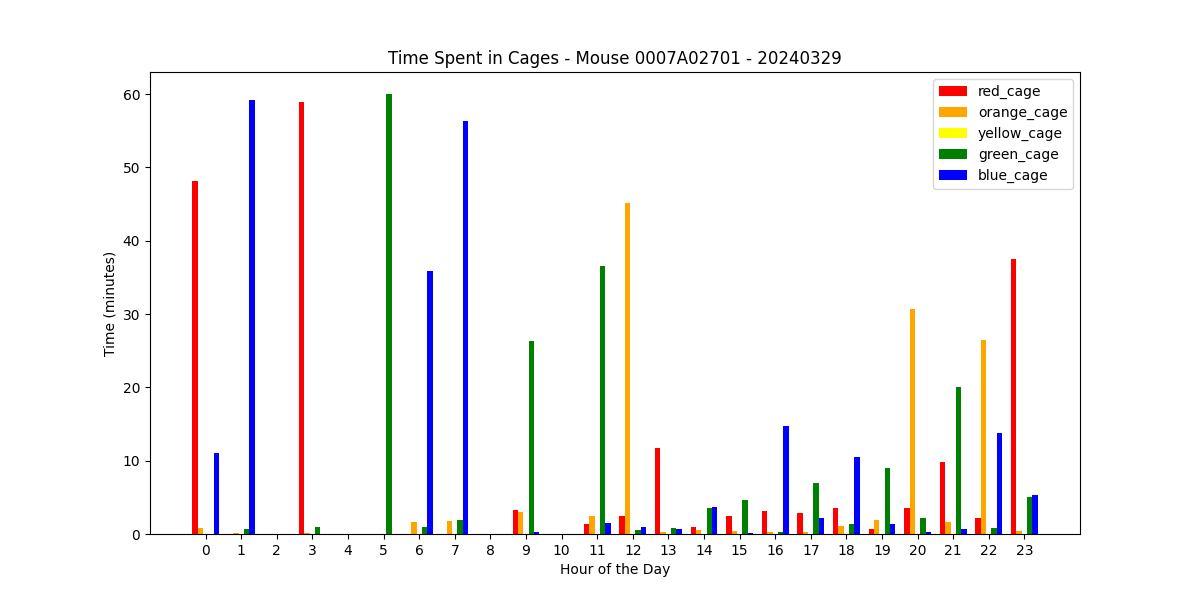 Time Spent in Cages - Mouse 0007A02701 - 20240329
red_cage
orange_cage
yellow_cage
green_cage
blue_cage
Time (minutes)
60
50
40
30
20
10
0
0 1 2 3 4 5 6 7 8 9 10 11 12 13 14 15 16 17 18 19 20 21 22 23
Hour of the Day